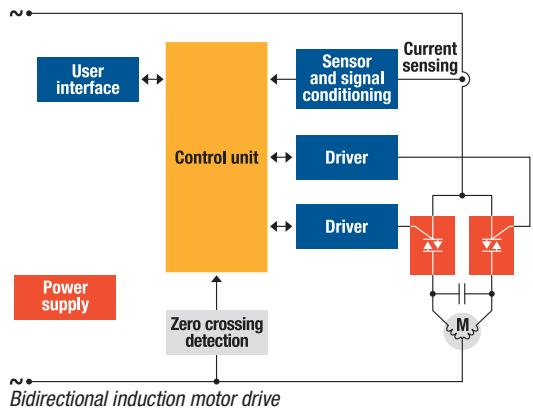 ~
Current
sensing
User
interface
Sensor
and signal
conditioning
Control unit
Driver
Driver
Power
supply
Zero crossing
detection
M
~
Bidirectional induction motor drive